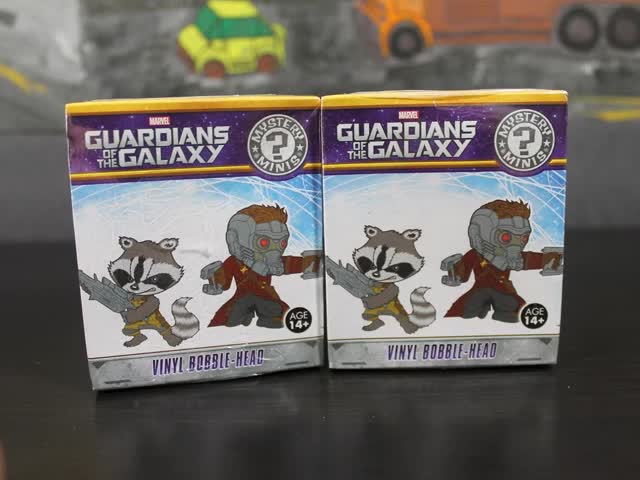 MARVEL
GUARDIANS
OF THE GALAXY
MYSTERY
?
MINIS
AGE
14+
VINYL BOBBLE-HEAD
MARVEL
GUARDIANS
OF THE GALAXY
MYSTERY
?
MINIS
AGE
14+
VINYL BOBBLE-HEAD